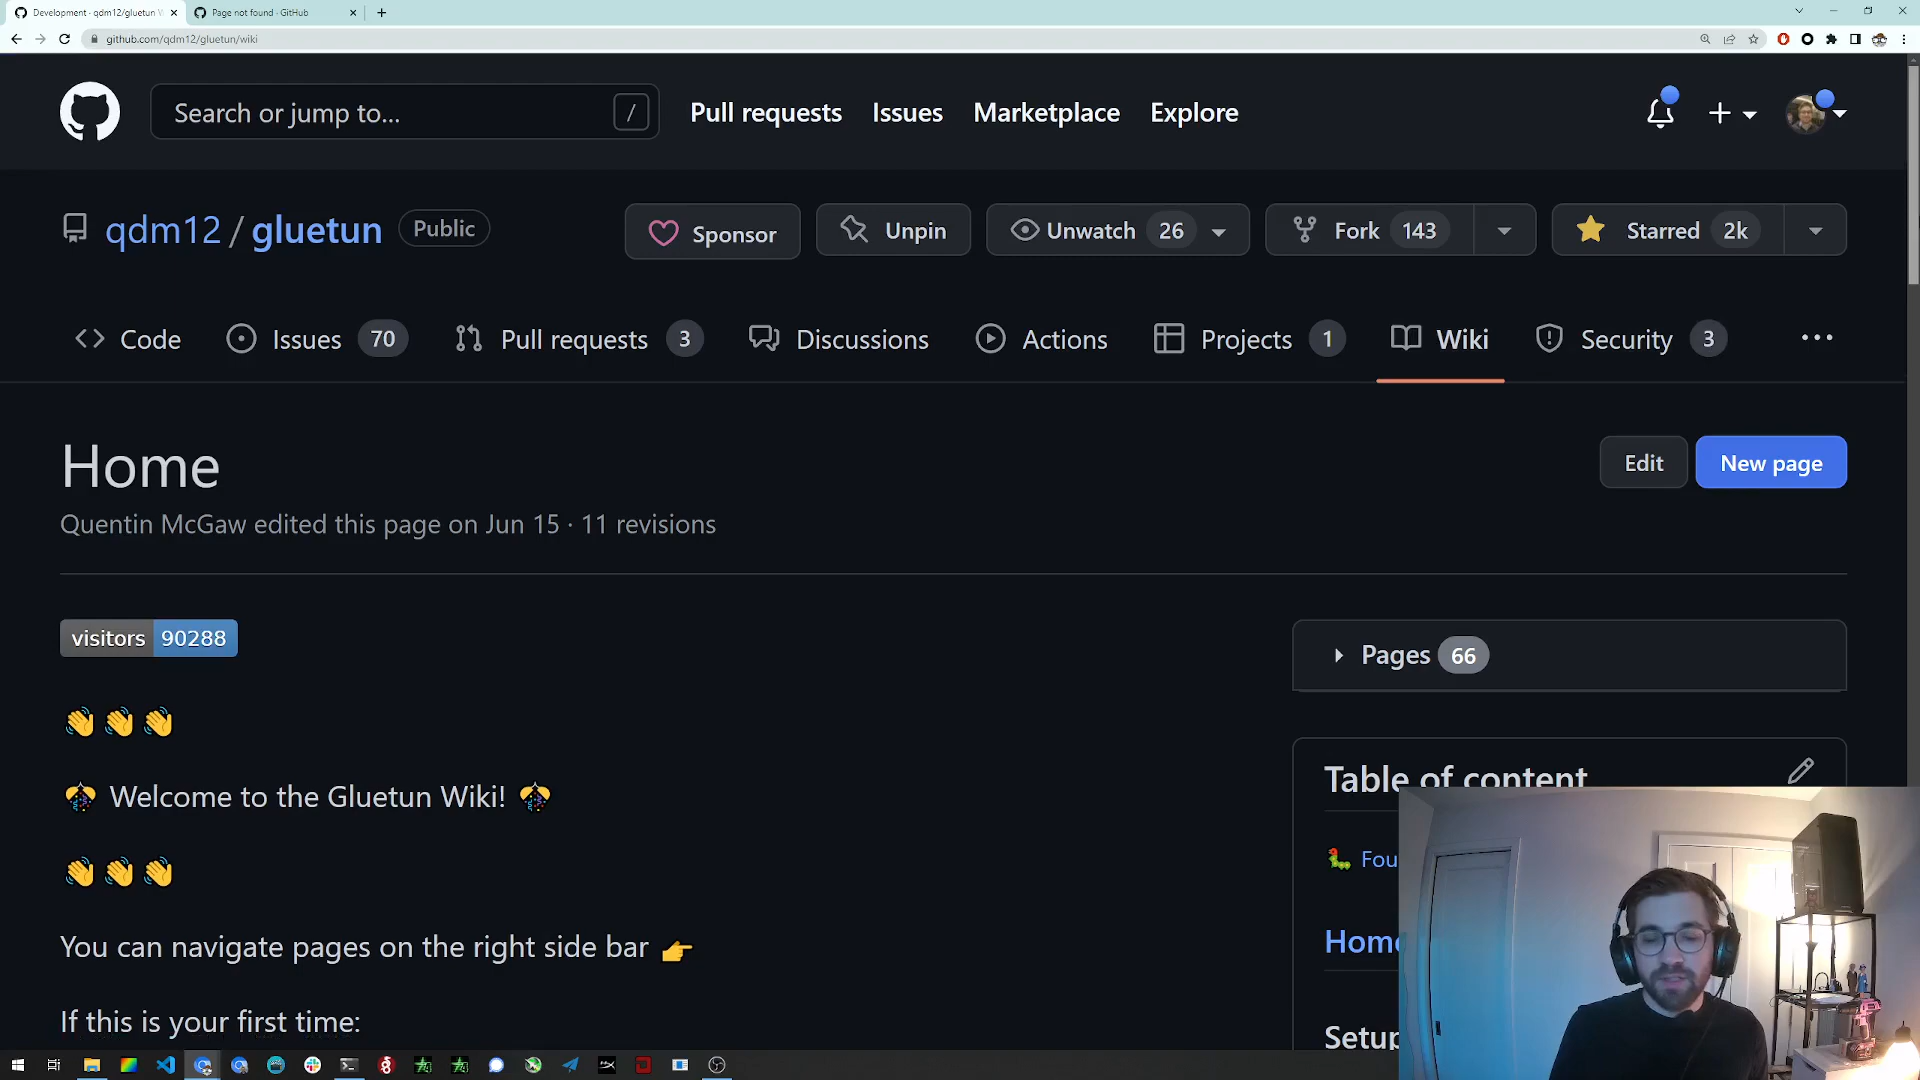 Development · qdm12/gluetun W
Page not found · GitHub
github.com/qdm12/gluetun/wiki
Search or jump to...
/
Pull requests
Issues
Marketplace
Explore
qdm12 / gluetun
Public
Sponsor
Unpin
Unwatch 26
Fork 143
Starred 2k
Code
Issues 70
Pull requests 3
Discussions
Actions
Projects 1
Wiki
Security 3
Home
Edit
New page
Quentin McGaw edited this page on Jun 15 · 11 revisions
visitors 90288
Pages 66
Welcome to the Gluetun Wiki!
Table of content
Fou
You can navigate pages on the right side bar
Home
If this is your first time:
Setup